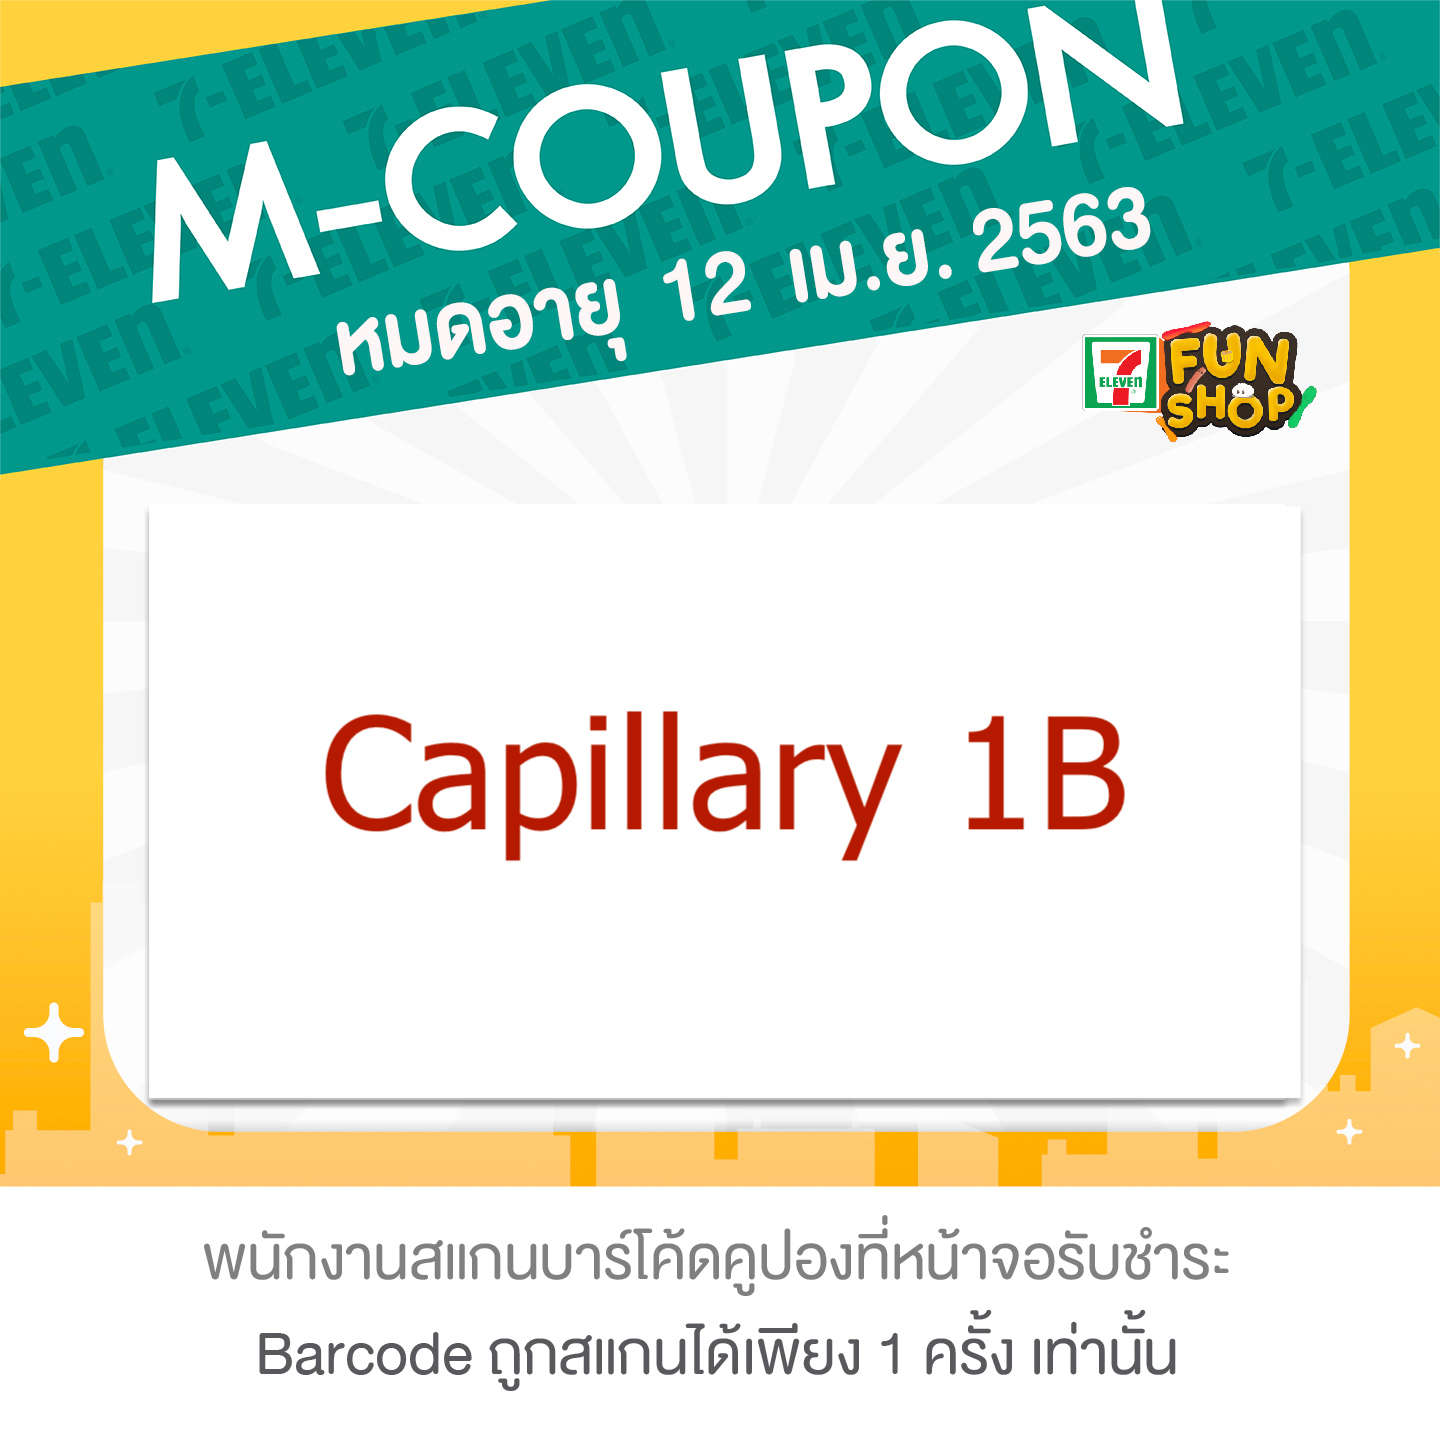 M-COUPON
หมดอายุ 12 เม.ย. 2563
7 ELEVEN FUN SHOP
Capillary 1B
พนักงานสแกนบาร์โค้ดคูปองที่หน้าจอรับชำระ
Barcode ถูกสแกนได้เพียง 1 ครั้ง เท่านั้น